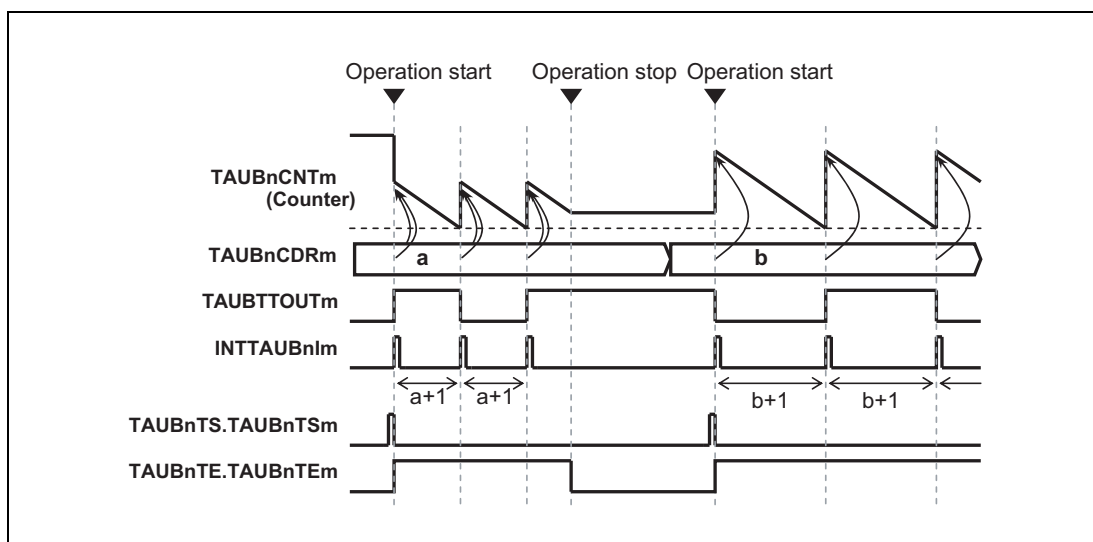 Operation start Operation stop Operation start
TAUBnCNTm
(Counter)
TAUBnCDRm a b
TAUBTTOUTm
INTTAUBnIm
a+1 a+1 b+1 b+1
TAUBnTS.TAUBnTSm
TAUBnTE.TAUBnTEm